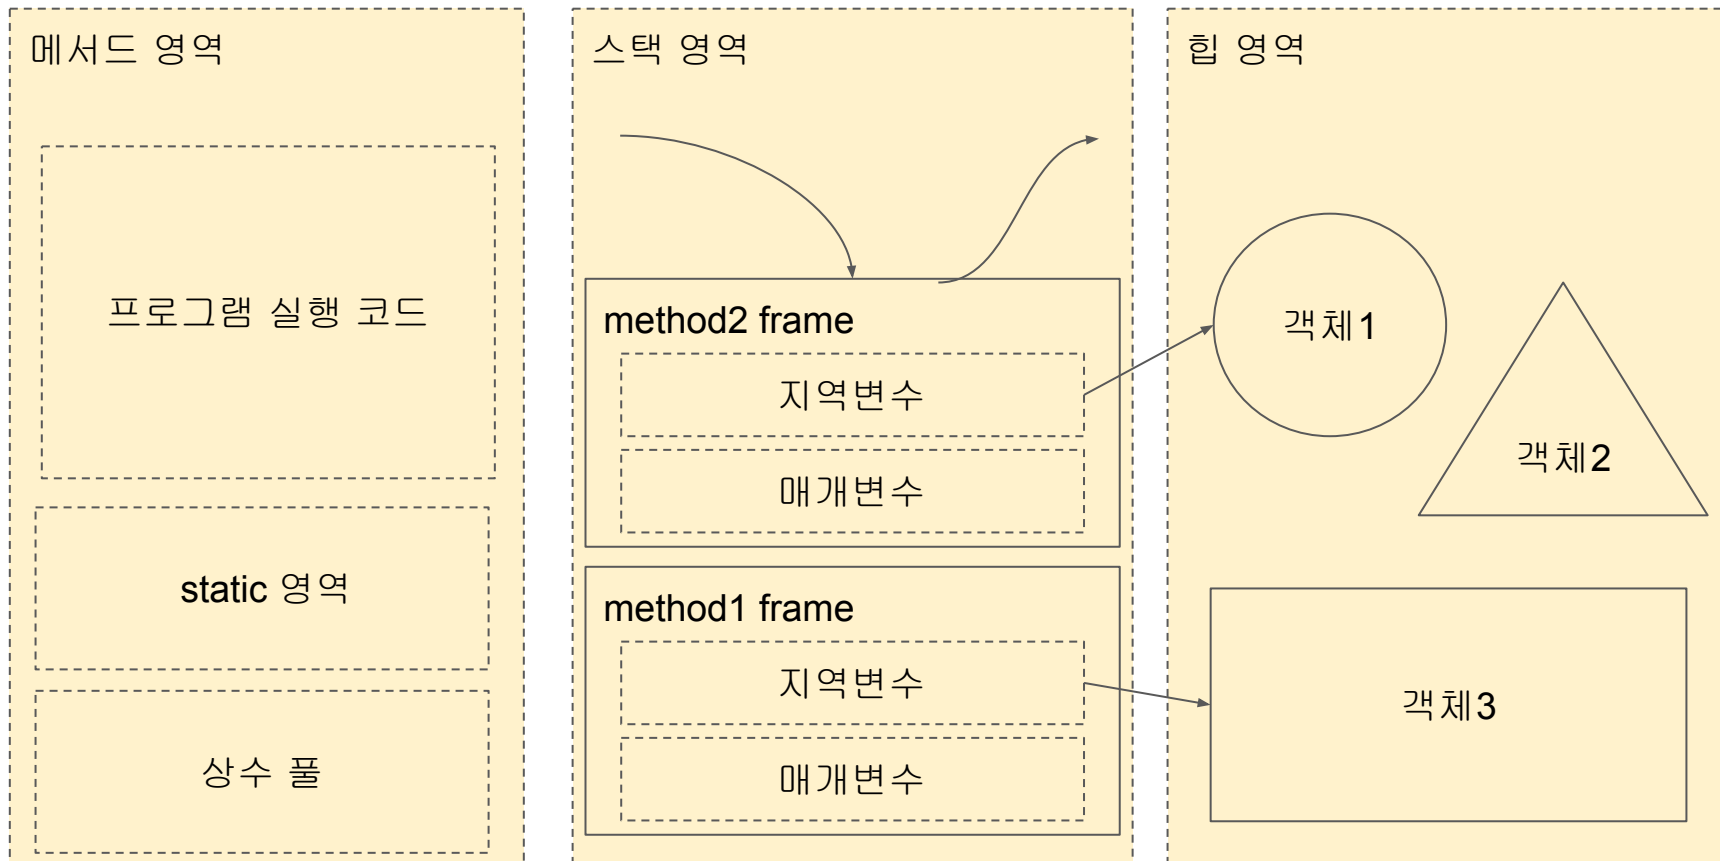 메서드 영역
프로그램 실행 코드
static 영역
상수 풀
스택 영역
method2 frame
지역변수
매개변수
method1 frame
지역변수
매개변수
힙 영역
객체1
객체2
객체3